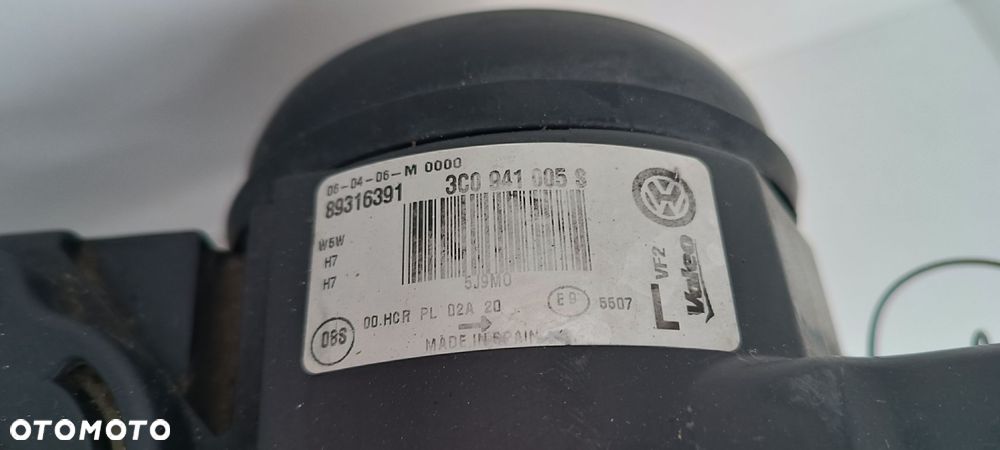 06-04-06-M 0000
89316391
3C0 941 005 S
W5W
H7
H7
5J9M0
DBS
00.HCR PL 02A 20
E9
5507
MADE IN SPAIN
L
VF2
Valeo
VW
OTOMOTO